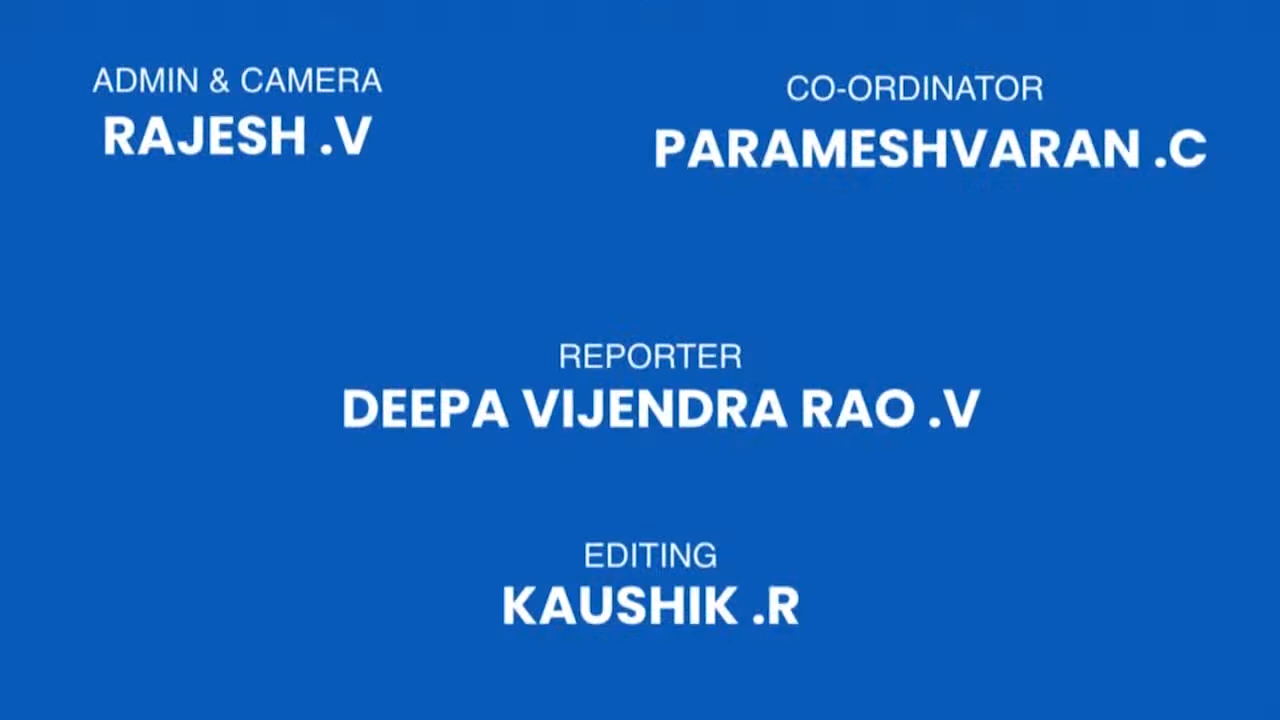 ADMIN & CAMERA
RAJESH .V
CO-ORDINATOR
PARAMESHVARAN .C
REPORTER
DEEPA VIJENDRA RAO .V
EDITING
KAUSHIK .R